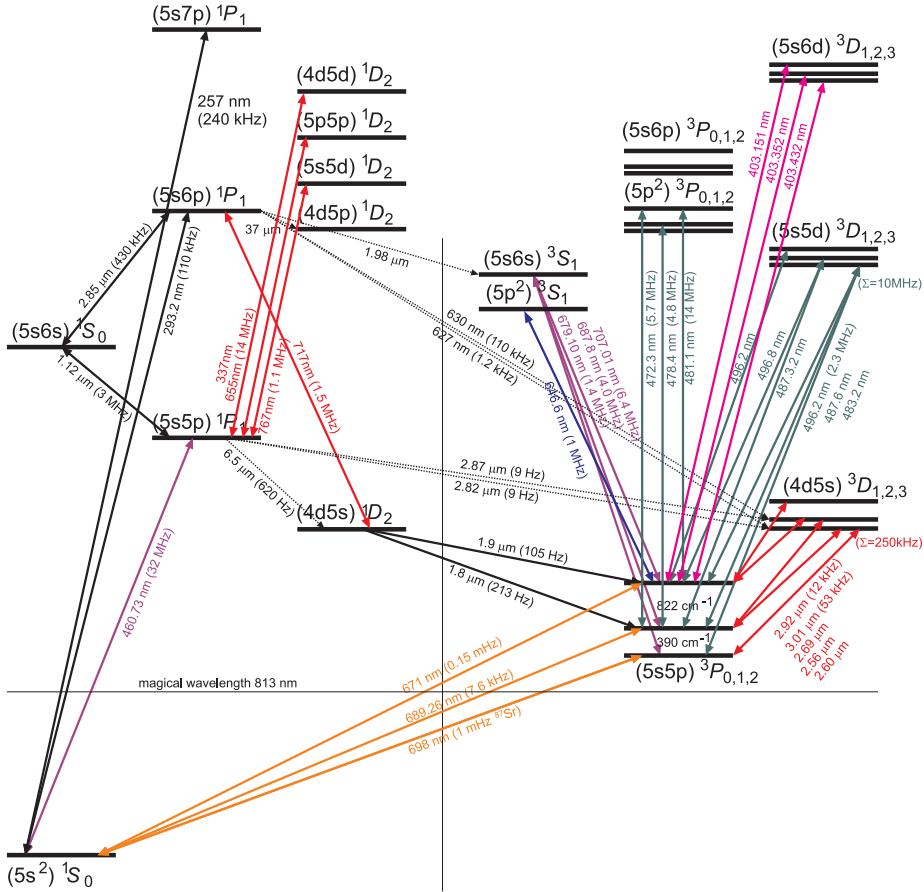 (5s7p) ¹P₁
(5s6d) ³D₁,₂,₃
(4d5d) ¹D₂
257 nm
(240 kHz)
(5p5p) ¹D₂
(5s6p) ³P₀,₁,₂
403.151 nm
403.352 nm
403.432 nm
(5s5d) ¹D₂
(5s6p) ¹P₁
(5p²) ³P₀,₁,₂
(4d5p) ¹D₂
37 μm
(5s5d) ³D₁,₂,₃
1.98 μm
2.85 μm (430 kHz)
293.2 nm (110 kHz)
(5s6s) ³S₁
(Σ=10MHz)
(5p²) ³S₁
(5s6s) ¹S₀
630 nm (110 kHz)
627 nm (1.2 kHz)
707.01 nm (6.4 MHz)
687.8 nm (4.0 MHz)
679.10 nm (1.4 MHz)
472.3 nm (5.7 MHz)
478.4 nm (4.8 MHz)
481.1 nm (14 MHz)
496.2 nm
496.8 nm
487.3.2 nm
496.2 nm (2.3 MHz)
487.6 nm
483.2 nm
1.12 μm (3 MHz)
337nm
655nm (14 MHz)
767nm (1.1 MHz)
717nm (1.5 MHz)
646.6 nm (1 MHz)
(5s5p) ¹P₁
6.5 μm (620 Hz)
2.87 μm (9 Hz)
2.82 μm (9 Hz)
(4d5s) ³D₁,₂,₃
(4d5s) ¹D₂
(Σ=250kHz)
460.73 nm (32 MHz)
1.9 μm (105 Hz)
1.8 μm (213 Hz)
822 cm⁻¹
2.92 μm (12 kHz)
3.01 μm (53 kHz)
2.69 μm
2.56 μm
2.60 μm
390 cm⁻¹
(5s5p) ³P₀,₁,₂
671 nm (0.15 mHz)
magical wavelength 813 nm
689.26 nm (7.6 kHz)
698 nm (1 mHz ⁸⁷Sr)
(5s²) ¹S₀